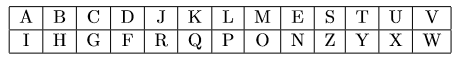 A B C D J K L M E S T U V
I H G F R Q P O N Z Y X W